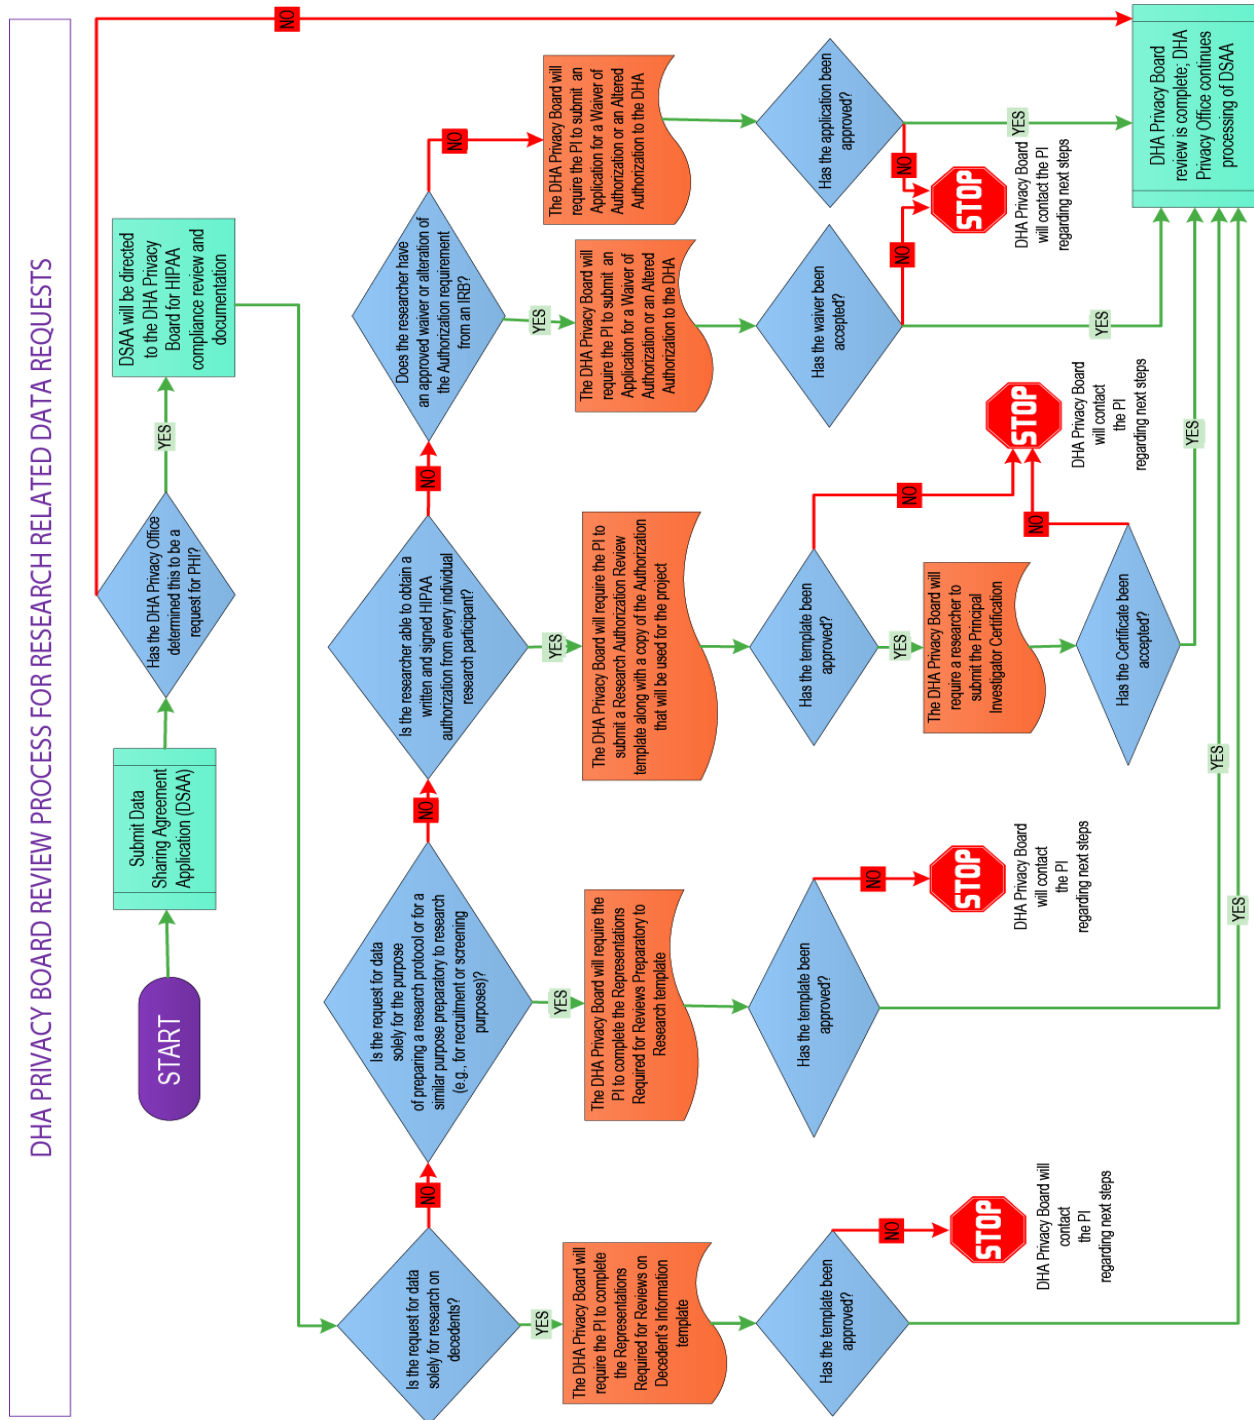 DHA PRIVACY BOARD REVIEW PROCESS FOR RESEARCH RELATED DATA REQUESTS
START
Submit Data
Sharing Agreement
Application (DSAA)
Has the DHA Privacy Office
determined this to be a
request for PHI?
YES
DSAA will be directed
to the DHA Privacy
Board for HIPAA
compliance review and
documentation
NO
Is the request for data
solely for research on
decedents?
NO
Is the request for data
solely for the purpose
of preparing a research protocol or for a
similar purpose preparatory to research
(e.g., for recruitment or screening
purposes)?
NO
Is the researcher able to obtain a
written and signed HIPAA
authorization from every individual
research participant?
NO
Does the researcher have
an approved waiver or alteration of
the Authorization requirement
from an IRB?
NO
YES
The DHA Privacy Board will
require the PI to complete
the Representations
Required for Reviews on
Decedent's Information
template
YES
The DHA Privacy Board will require the
PI to complete the Representations
Required for Reviews Preparatory to
Research template
YES
The DHA Privacy Board will require the PI to
submit a Research Authorization Review
template along with a copy of the Authorization
that will be used for the project
YES
The DHA Privacy Board will
require the PI to submit an
Application for a Waiver of
Authorization or an Altered
Authorization to the DHA
The DHA Privacy Board will
require the PI to submit an
Application for a Waiver of
Authorization or an Altered
Authorization to the DHA
Has the template been
approved?
NO
STOP
DHA Privacy Board will
contact
the PI
regarding next steps
Has the template been
approved?
NO
STOP
DHA Privacy Board
will contact
the PI
regarding next steps
Has the template been
approved?
NO
YES
The DHA Privacy Board will
require a researcher to
submit the Principal
Investigator Certification
Has the Certificate been
accepted?
NO
STOP
DHA Privacy Board
will contact
the PI
regarding next steps
Has the waiver been
accepted?
NO
Has the application been
approved?
NO
STOP
DHA Privacy Board
will contact the PI
regarding next steps
YES
YES
YES
YES
YES
DHA Privacy Board
review is complete; DHA
Privacy Office continues
processing of DSAA